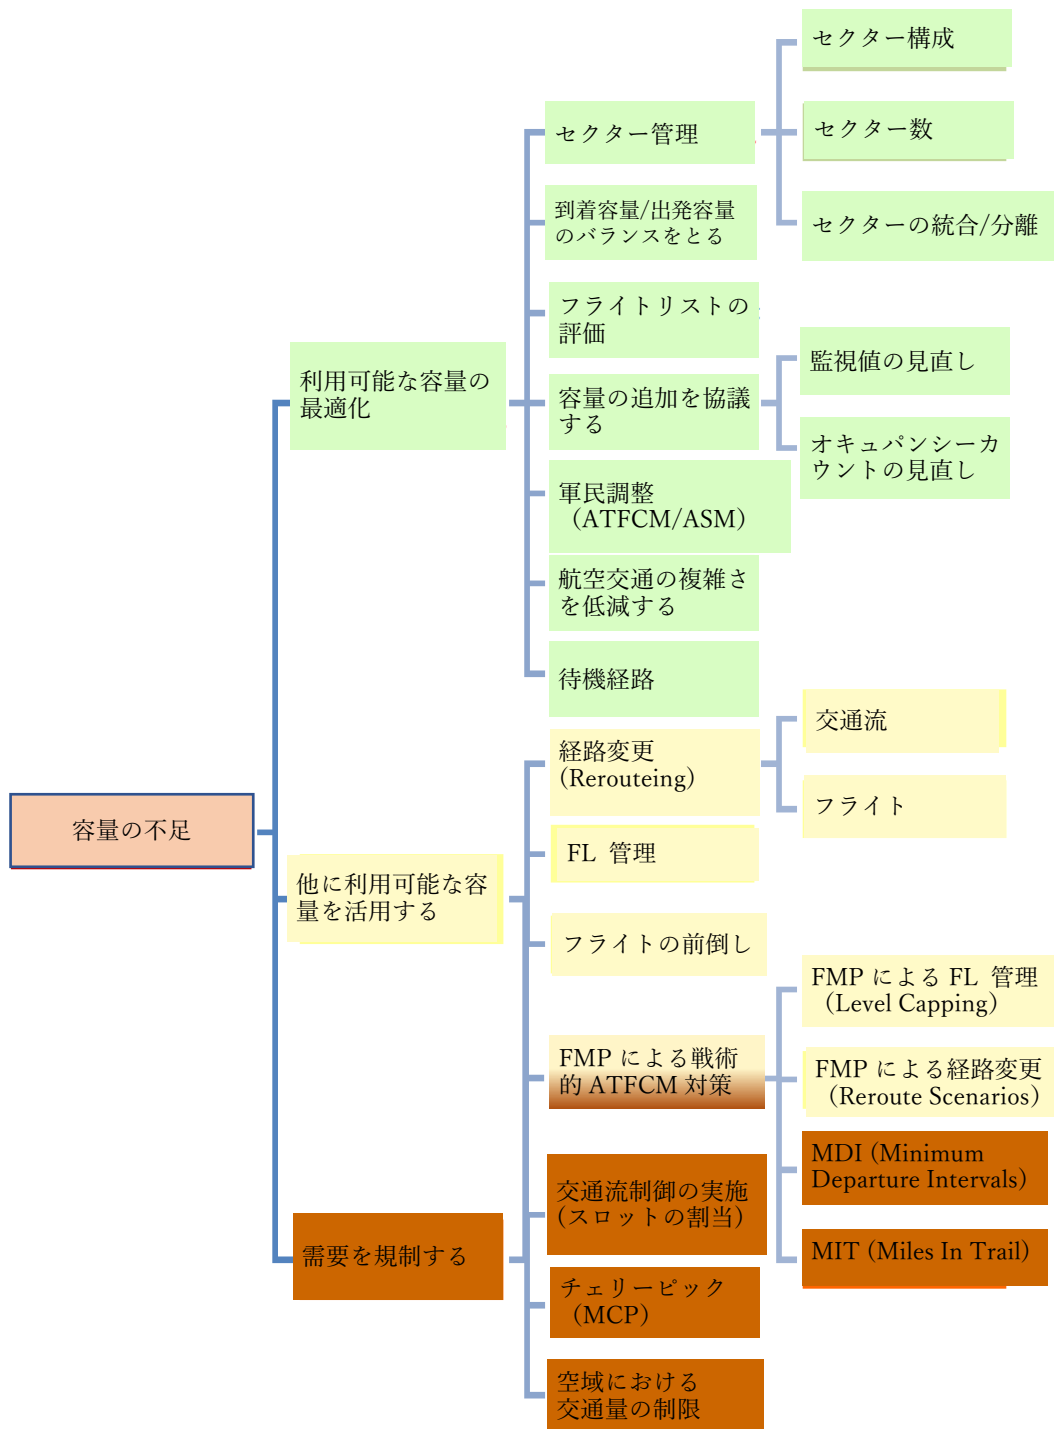 容量の不足
利用可能な容量の
最適化
セクター管理
セクター構成
セクター数
セクターの統合/分離
到着容量/出発容量
のバランスをとる
フライトリストの
評価
容量の追加を協議
する
監視値の見直し
オキュパンシーカ
ウントの見直し
軍民調整
（ATFCM/ASM）
航空交通の複雑さ
を低減する
待機経路
他に利用可能な容
量を活用する
経路変更
(Rerouteing)
交通流
フライト
FL 管理
フライトの前倒し
FMP による戦術
的 ATFCM 対策
FMP による FL 管理
（Level Capping）
FMP による経路変更
（Reroute Scenarios）
MDI (Minimum
Departure Intervals)
MIT (Miles In Trail)
需要を規制する
交通流制御の実施
(スロットの割当)
チェリーピック
（MCP）
空域における
交通量の制限